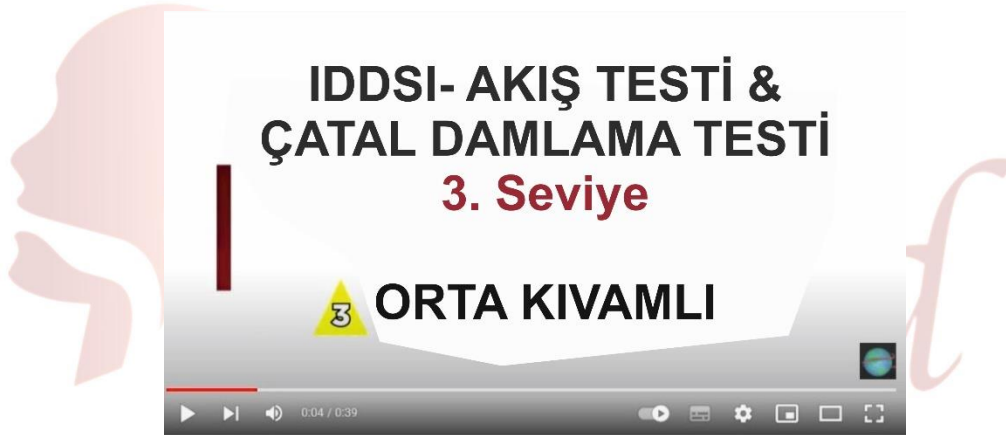 IDDSI- AKIŞ TESTİ &
ÇATAL DAMLAMA TESTİ
3. Seviye
3 ORTA KIVAMLI
0:04 / 0:39